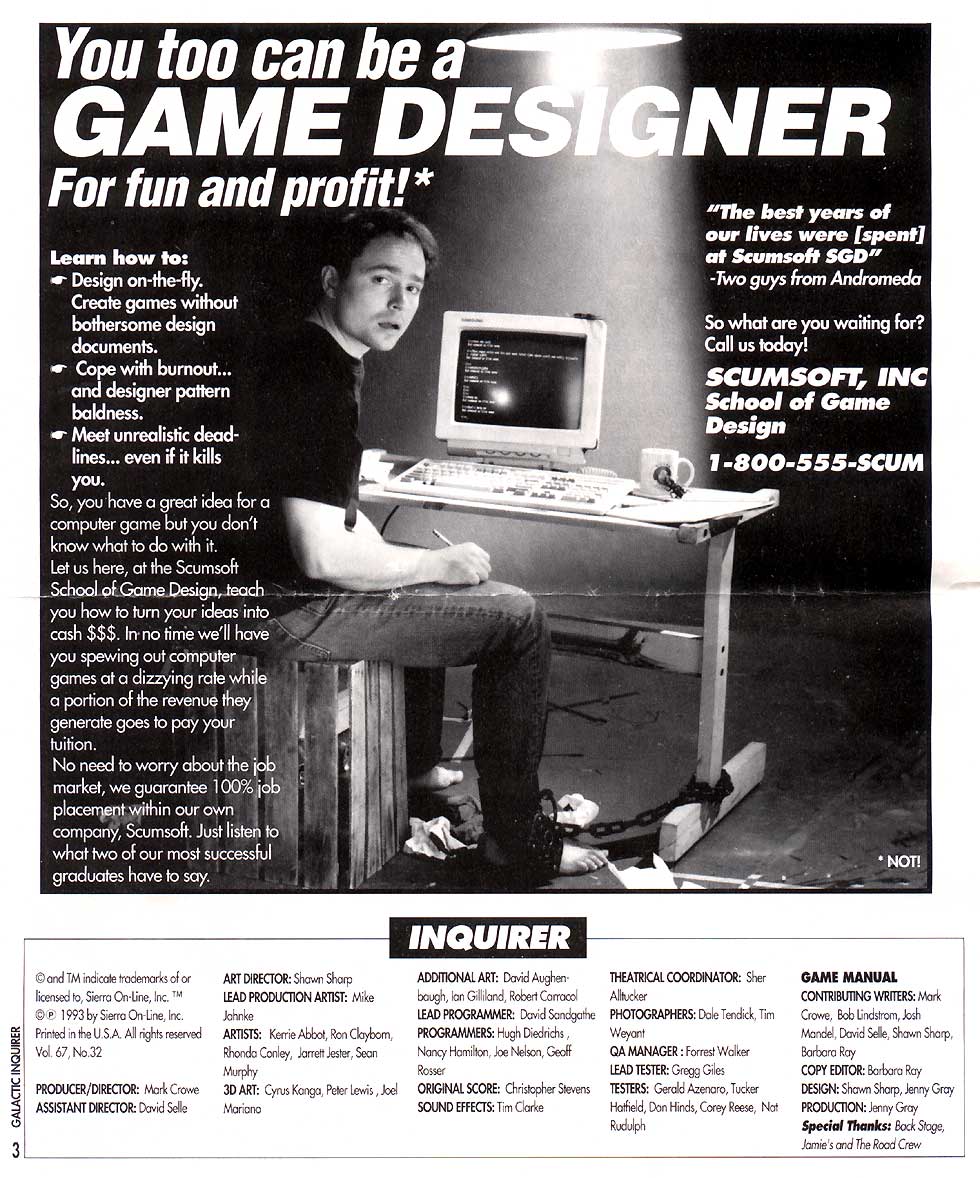 You too can be a
GAME DESIGNER
For fun and profit!*
Learn how to:
☛ Design on-the-fly.
Create games without
bothersome design
documents.
☛ Cope with burnout...
and designer pattern
baldness.
☛ Meet unrealistic dead-
lines... even if it kills
you.
So, you have a great idea for a
computer game but you don't
know what to do with it.
Let us here, at the Scumsoft
School of Game Design, teach
you how to turn your ideas into
cash $$$. In no time we'll have
you spewing out computer
games at a dizzying rate while
a portion of the revenue they
generate goes to pay your
tuition.
No need to worry about the job
market, we guarantee 100% job
placement within our own
company, Scumsoft. Just listen to
what two of our most successful
graduates have to say.
"The best years of
our lives were [spent]
at Scumsoft SGD"
-Two guys from Andromeda
So what are you waiting for?
Call us today!
SCUMSOFT, INC
School of Game
Design
1-800-555-SCUM
* NOT!
INQUIRER
© and TM indicate trademarks of or
licensed to, Sierra On-Line, Inc. ™
© ℗ 1993 by Sierra On-Line, Inc.
Printed in the U.S.A. All rights reserved
Vol. 67, No.32
PRODUCER/DIRECTOR: Mark Crowe
ASSISTANT DIRECTOR: David Selle
ART DIRECTOR: Shawn Sharp
LEAD PRODUCTION ARTIST: Mike
Jahnke
ARTISTS: Kerrie Abbot, Ron Clayborn,
Rhonda Conley, Jarrett Jester, Sean
Murphy
3D ART: Cyrus Kanga, Peter Lewis , Joel
Mariano
ADDITIONAL ART: David Aughen-
baugh, Ian Gilliland, Robert Carracol
LEAD PROGRAMMER: David Sandgathe
PROGRAMMERS: Hugh Diedrichs ,
Nancy Hamilton, Joe Nelson, Geoff
Rosser
ORIGINAL SCORE: Christopher Stevens
SOUND EFFECTS: Tim Clarke
THEATRICAL COORDINATOR: Sher
Alltucker
PHOTOGRAPHERS: Dale Tendick, Tim
Weyant
QA MANAGER : Forrest Walker
LEAD TESTER: Gregg Giles
TESTERS: Gerald Azenaro, Tucker
Hatfield, Don Hinds, Corey Reese, Nat
Rudulph
GAME MANUAL
CONTRIBUTING WRITERS: Mark
Crowe, Bob Lindstrom, Josh
Mandel, David Selle, Shawn Sharp,
Barbara Ray
COPY EDITOR: Barbara Ray
DESIGN: Shawn Sharp, Jenny Gray
PRODUCTION: Jenny Gray
Special Thanks: Back Stage,
Jamie's and The Road Crew
GALACTIC INQUIRER
3